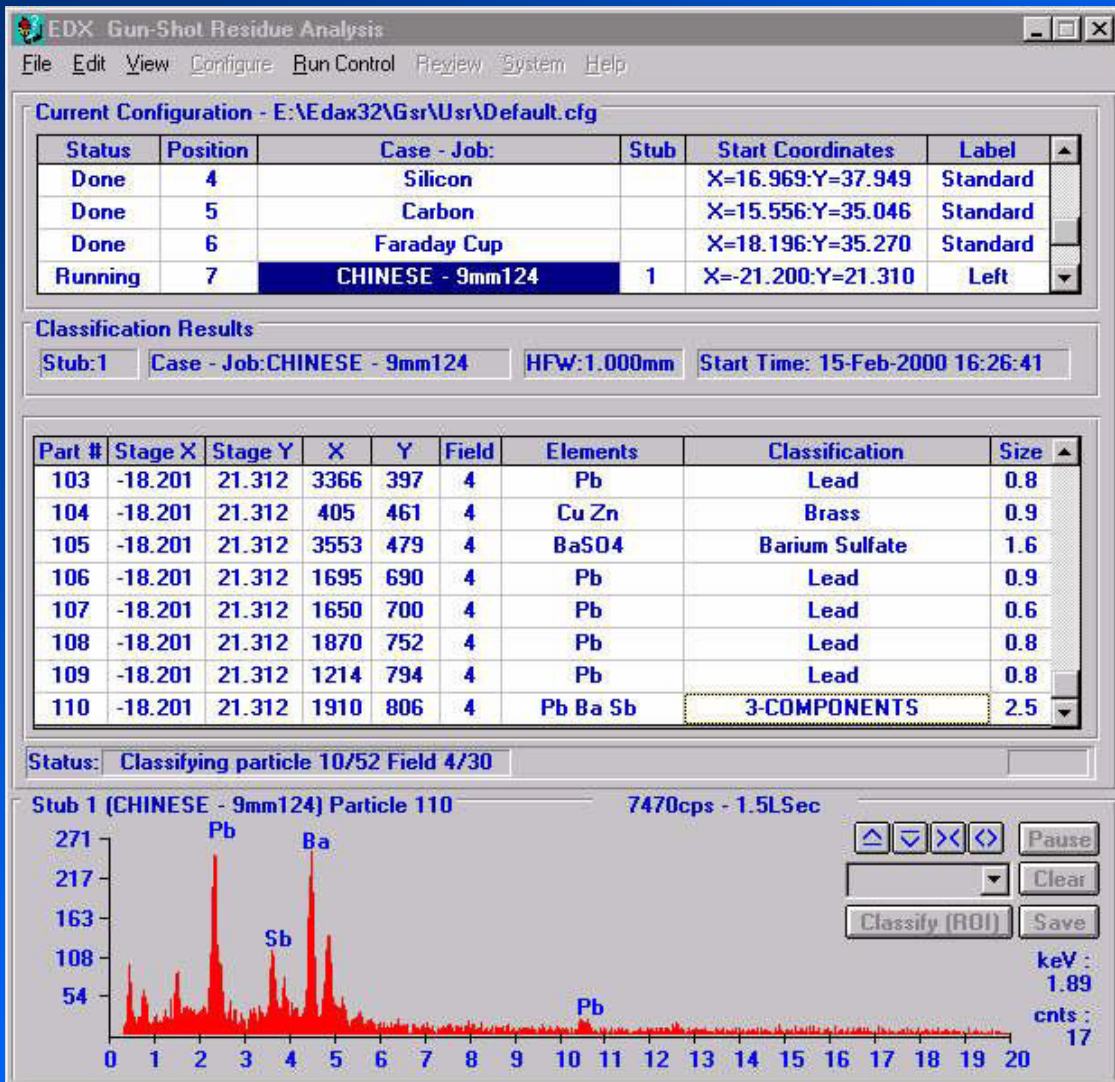 EDX Gun-Shot Residue Analysis
File Edit View Configure Run Control Review System Help
Current Configuration - E:\Edax32\Gsr\Usr\Default.cfg
Status Position Case - Job: Stub Start Coordinates Label
Done 4 Silicon X=16.969:Y=37.949 Standard
Done 5 Carbon X=15.556:Y=35.046 Standard
Done 6 Faraday Cup X=18.196:Y=35.270 Standard
Running 7 CHINESE - 9mm124 1 X=-21.200:Y=21.310 Left
Classification Results
Stub:1 Case - Job:CHINESE - 9mm124 HFW:1.000mm Start Time: 15-Feb-2000 16:26:41
Part # Stage X Stage Y X Y Field Elements Classification Size
103 -18.201 21.312 3366 397 4 Pb Lead 0.8
104 -18.201 21.312 405 461 4 Cu Zn Brass 0.9
105 -18.201 21.312 3553 479 4 BaSO4 Barium Sulfate 1.6
106 -18.201 21.312 1695 690 4 Pb Lead 0.9
107 -18.201 21.312 1650 700 4 Pb Lead 0.6
108 -18.201 21.312 1870 752 4 Pb Lead 0.8
109 -18.201 21.312 1214 794 4 Pb Lead 0.8
110 -18.201 21.312 1910 806 4 Pb Ba Sb 3-COMPONENTS 2.5
Status: Classifying particle 10/52 Field 4/30
Stub 1 (CHINESE - 9mm124) Particle 110 7470cps - 1.5LSec
271
217
163
108
54
Pb
Ba
Sb
Pb
Pause
Clear
Classify (ROI) Save
keV :
1.89
cnts :
17
0 1 2 3 4 5 6 7 8 9 10 11 12 13 14 15 16 17 18 19 20